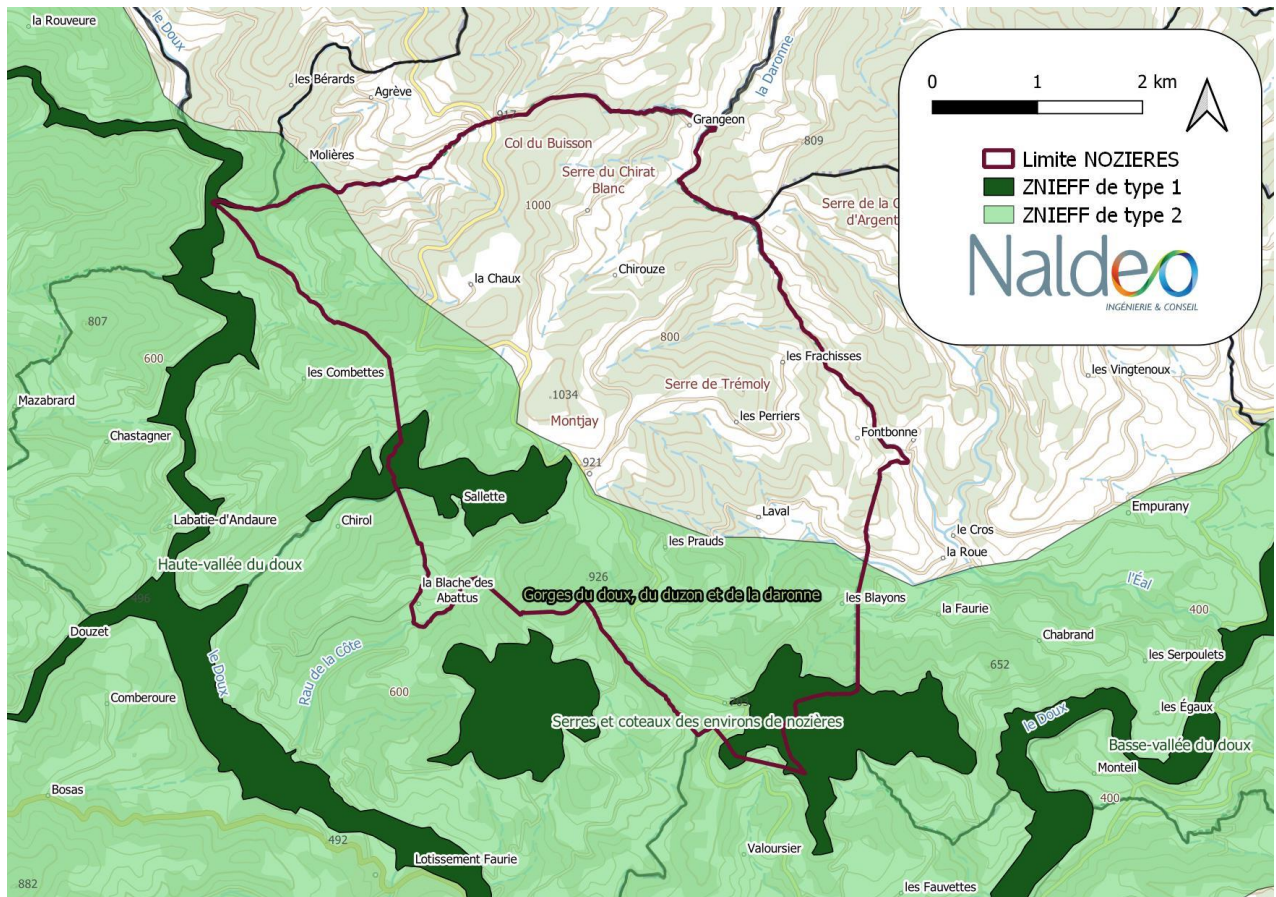 la Rouveure
le Doux
les Bérards
Agrève
917
la Daronne
Grangeon
809
Col du Buisson
Molières
Serre du Chirat
Blanc
1000
Serre de la
d'Argent
0 1 2 km
Limite NOZIERES
ZNIEFF de type 1
ZNIEFF de type 2
Naldeo
INGÉNIERIE & CONSEIL
la Chaux
Chirouze
807
600
800
les Combettes
les Frachisses
les Vingtenoux
Serre de Trémoly
Mazabrard
.1034
Montjay
les Perriers
Chastagner
Fontbonne
921
Sallette
Labatie-d'Andaure
Chirol
Laval
Empurany
le Cros
les Prauds
la Roue
Haute-vallée du doux
926
la Blache des
Abattus
Gorges du doux, du duzon et de la daronne
les Blayons
la Faurie
l'Éal
400
496
Douzet
Chabrand
le Doux
Rau de la Côte
600
652
les Serpoulets
Comberoure
Serres et coteaux des environs de nozières
le Doux
les Égaux
Basse-vallée du doux
Monteil
Bosas
400
492
Lotissement Faurie
Valoursier
882
les Fauvettes